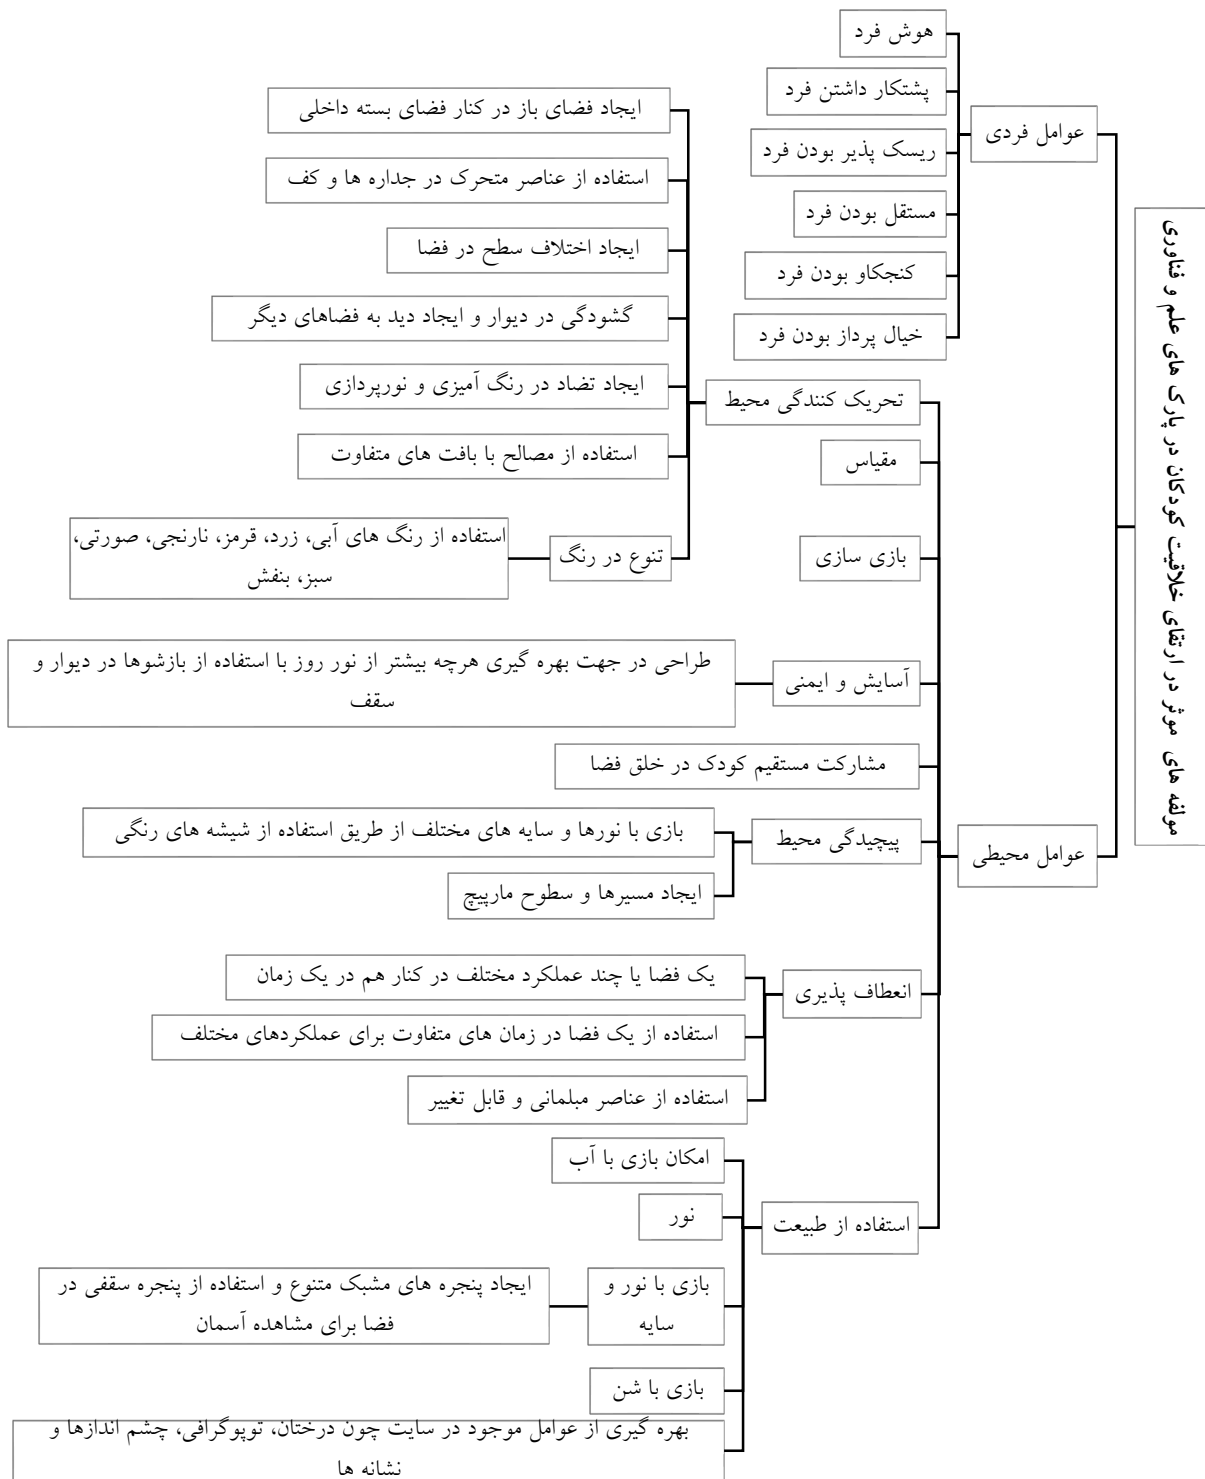 مولفه های موثر در ارتقای خلاقیت کودکان در پارک های علم و فناوری
عوامل فردی
هوش فرد
پشتکار داشتن فرد
ریسک پذیر بودن فرد
مستقل بودن فرد
کنجکاو بودن فرد
خیال پرداز بودن فرد
عوامل محیطی
تحریک کنندگی محیط
ایجاد فضای باز در کنار فضای بسته داخلی
استفاده از عناصر متحرک در جداره ها و کف
ایجاد اختلاف سطح در فضا
گشودگی در دیوار و ایجاد دید به فضاهای دیگر
ایجاد تضاد در رنگ آمیزی و نورپردازی
استفاده از مصالح با بافت های متفاوت
تنوع در رنگ
استفاده از رنگ های آبی، زرد، قرمز، نارنجی، صورتی،
سبز، بنفش
مقیاس
بازی سازی
آسایش و ایمنی
طراحی در جهت بهره گیری هرچه بیشتر از نور روز با استفاده از بازشوها در دیوار و
سقف
مشارکت مستقیم کودک در خلق فضا
پیچیدگی محیط
بازی با نورها و سایه های مختلف از طریق استفاده از شیشه های رنگی
ایجاد مسیرها و سطوح مارپیچ
انعطاف پذیری
یک فضا یا چند عملکرد مختلف در کنار هم در یک زمان
استفاده از یک فضا در زمان های متفاوت برای عملکردهای مختلف
استفاده از عناصر مبلمانی و قابل تغییر
استفاده از طبیعت
امکان بازی با آب
نور
بازی با نور و
سایه
ایجاد پنجره های مشبک متنوع و استفاده از پنجره سقفی در
فضا برای مشاهده آسمان
بازی با شن
بهره گیری از عوامل موجود در سایت چون درختان، توپوگرافی، چشم اندازها و
نشانه ها